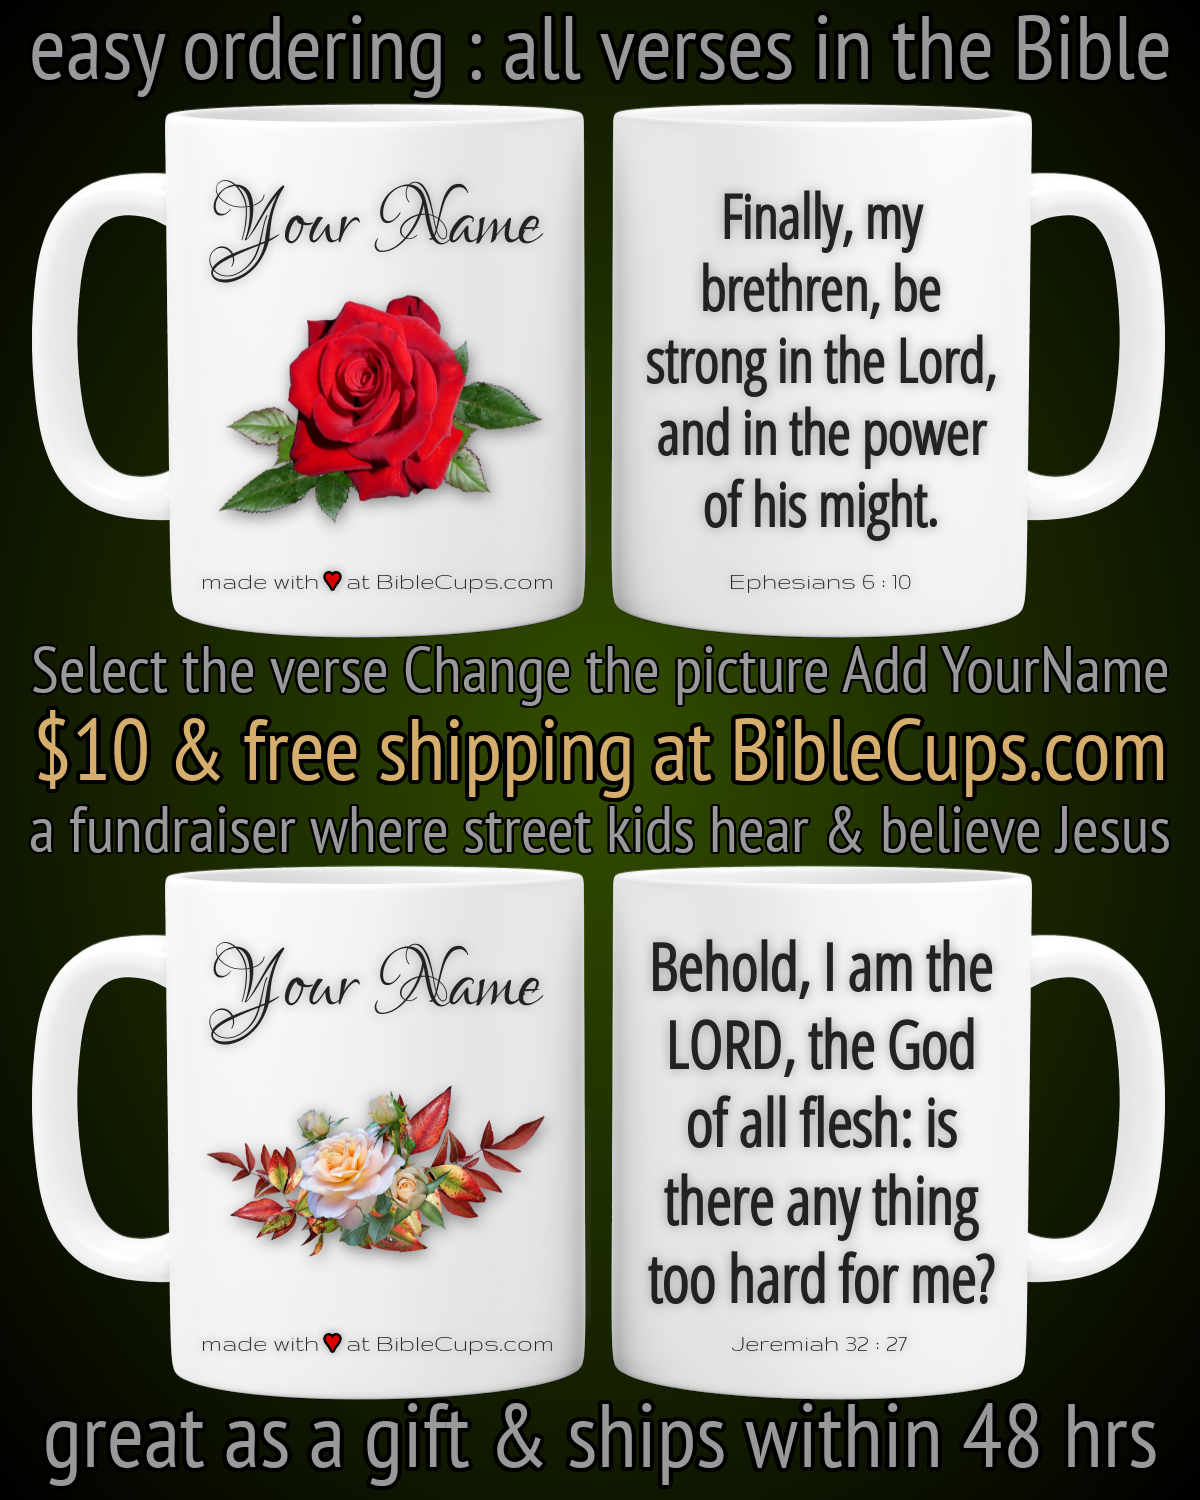 easy ordering : all verses in the Bible
Your Name
made with ♥ at BibleCups.com
Finally, my
brethren, be
strong in the Lord,
and in the power
of his might.
Ephesians 6 : 10
Select the verse Change the picture Add YourName
$10 & free shipping at BibleCups.com
a fundraiser where street kids hear & believe Jesus
Your Name
made with ♥ at BibleCups.com
Behold, I am the
LORD, the God
of all flesh: is
there any thing
too hard for me?
Jeremiah 32 : 27
great as a gift & ships within 48 hrs